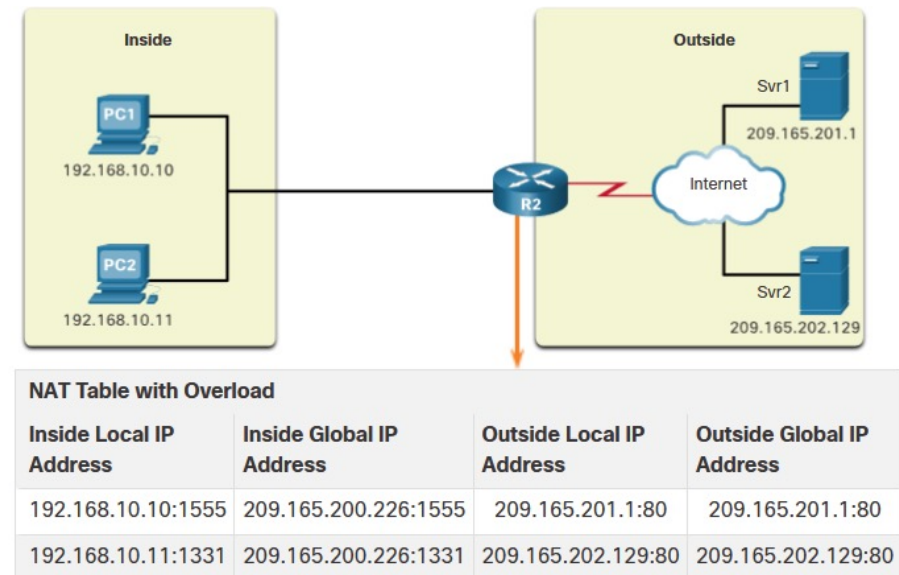 Inside
Outside
PC1
192.168.10.10
PC2
192.168.10.11
R2
Internet
Svr1
209.165.201.1
Svr2
209.165.202.129
NAT Table with Overload
Inside Local IP Address
Inside Global IP Address
Outside Local IP Address
Outside Global IP Address
192.168.10.10:1555 209.165.200.226:1555 209.165.201.1:80 209.165.201.1:80
192.168.10.11:1331 209.165.200.226:1331 209.165.202.129:80 209.165.202.129:80